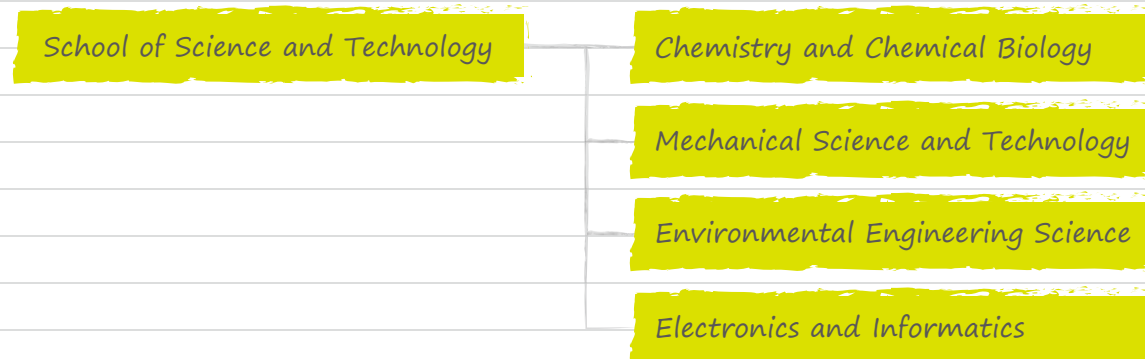 School of Science and Technology
Chemistry and Chemical Biology
Mechanical Science and Technology
Environmental Engineering Science
Electronics and Informatics